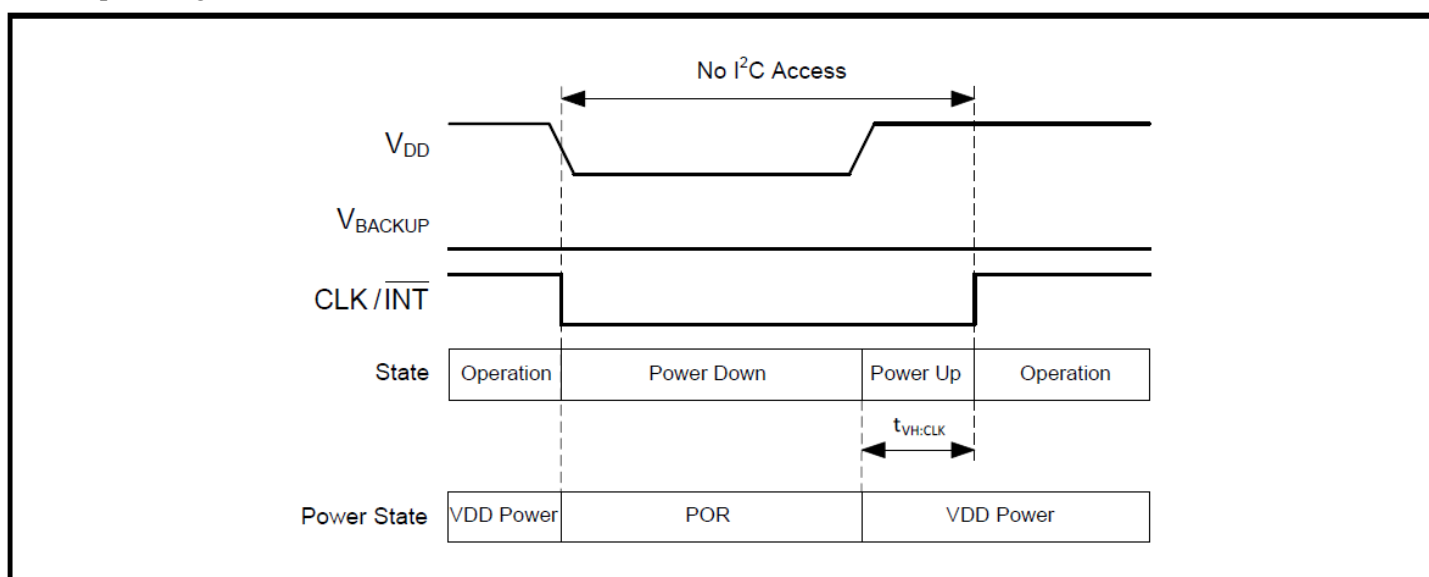 No I²C Access
V_DD
V_BACKUP
CLK/INT̅
State Operation Power Down Power Up Operation
t_VH:CLK
Power State VDD Power POR VDD Power